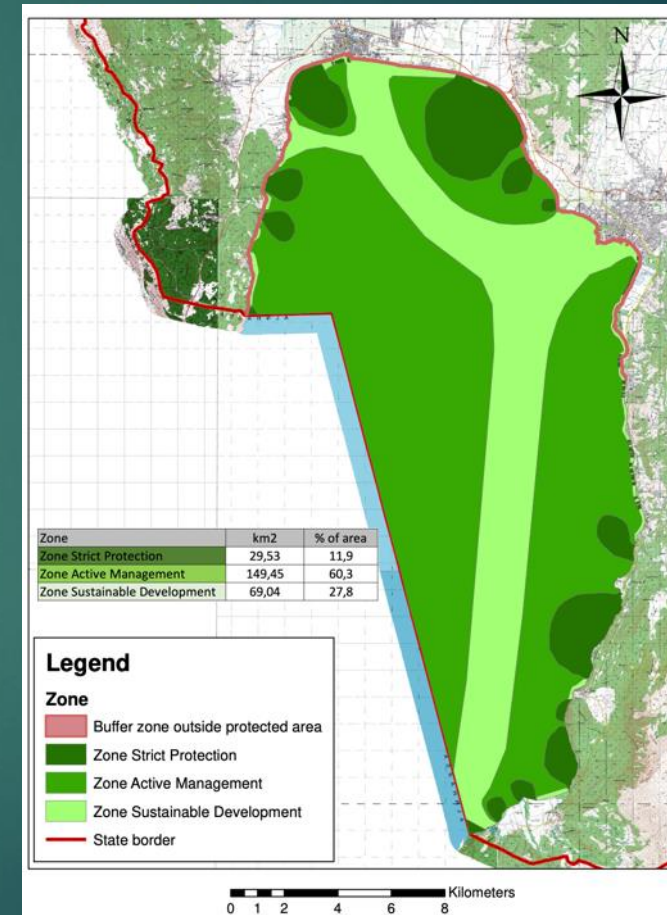 N
Zone km2 % of area
Zone Strict Protection 29,53 11,9
Zone Active Management 149,45 60,3
Zone Sustainable Development 69,04 27,8
Legend
Zone
Buffer zone outside protected area
Zone Strict Protection
Zone Active Management
Zone Sustainable Development
State border
Kilometers
0 1 2 4 6 8